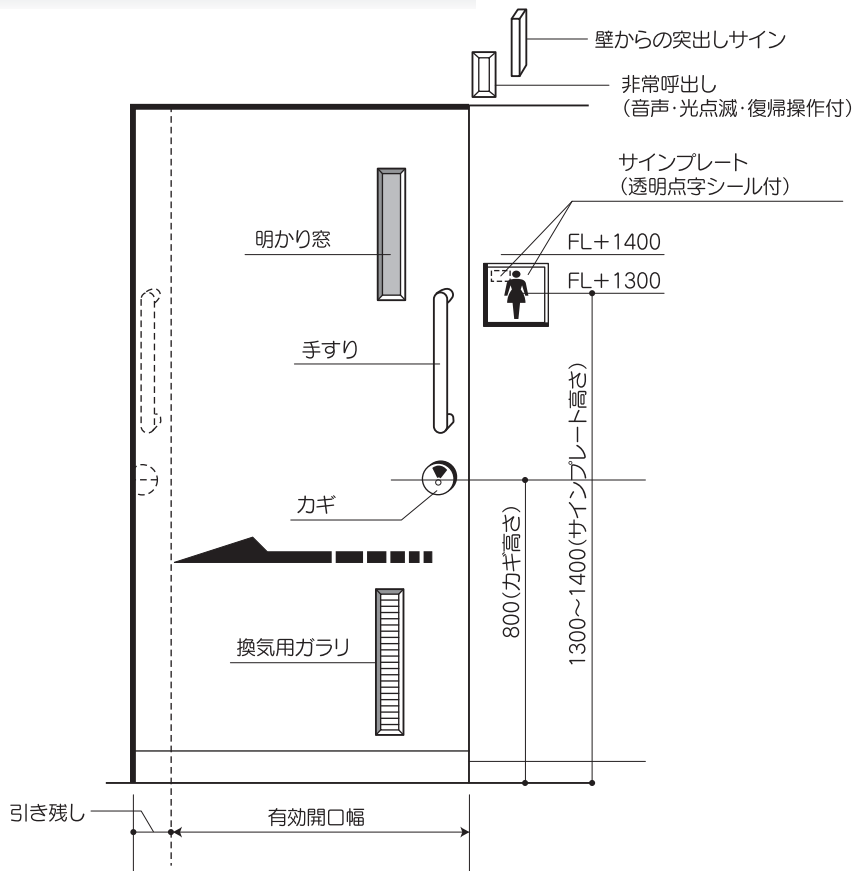 壁からの突出しサイン
非常呼出し
（音声･光点滅･復帰操作付）
サインプレート
（透明点字シール付）
明かり窓
FL＋1400
FL＋1300
手すり
カギ
800（カギ高さ）
1300〜1400（サインプレート高さ）
換気用ガラリ
引き残し
有効開口幅